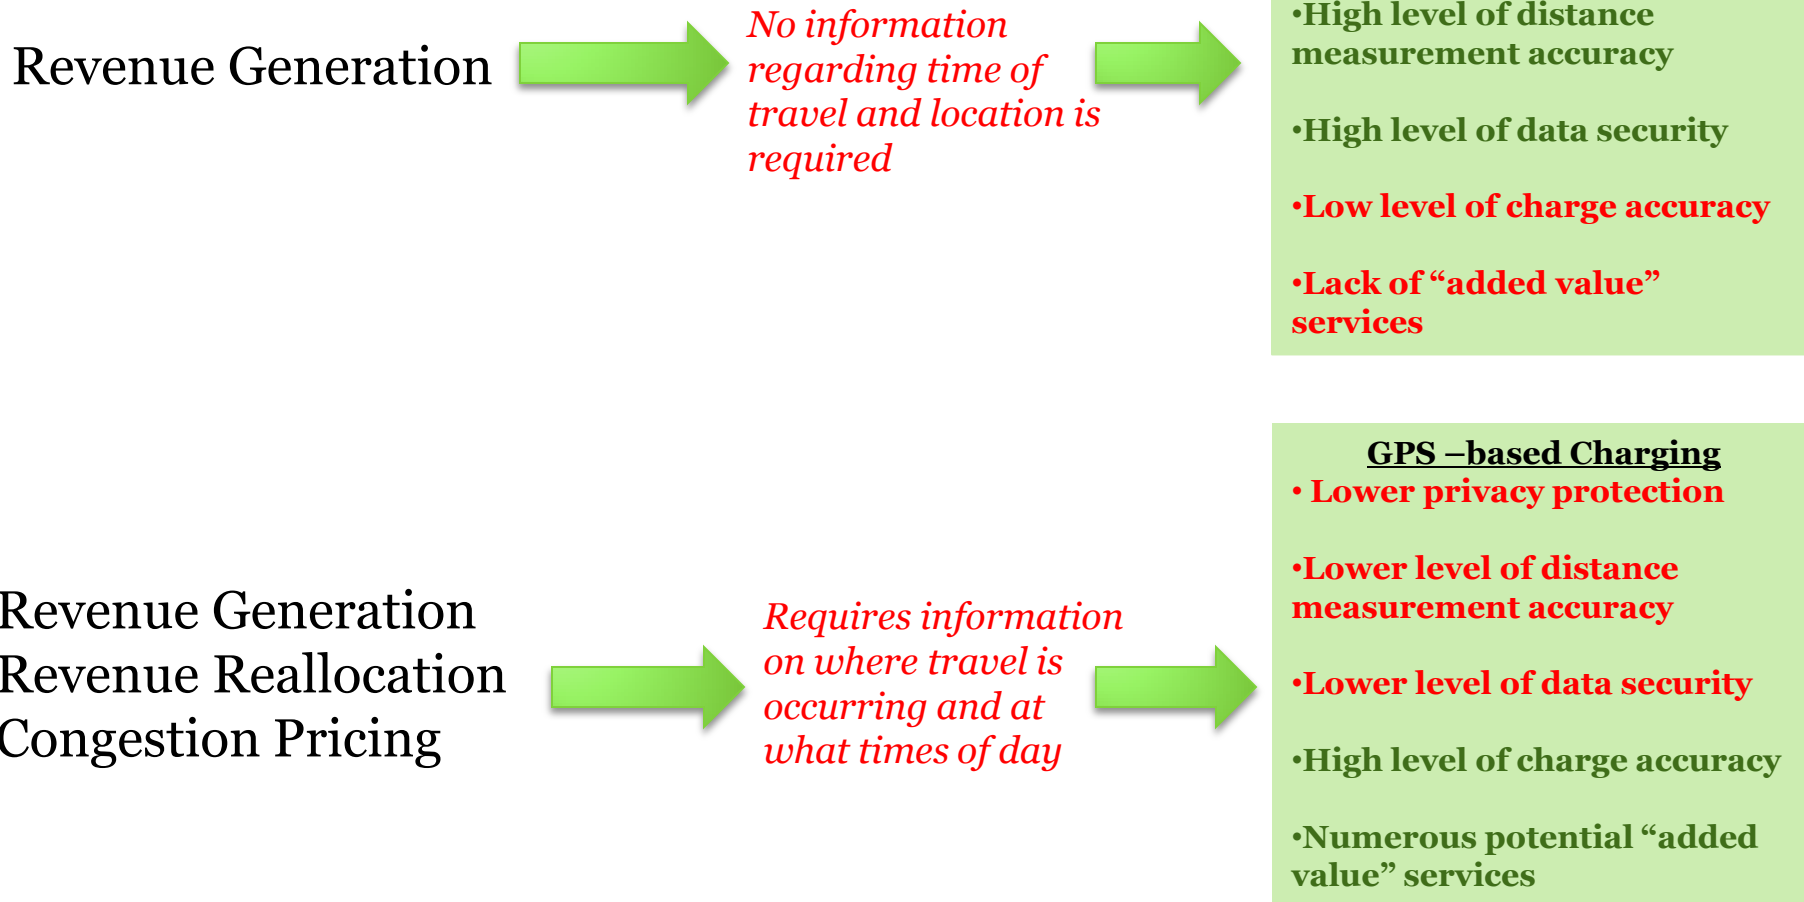 Revenue Generation
No information
regarding time of
travel and location is
required
•High level of distance
measurement accuracy
•High level of data security
•Low level of charge accuracy
•Lack of “added value”
services
Revenue Generation
Revenue Reallocation
Congestion Pricing
Requires information
on where travel is
occurring and at
what times of day
GPS –based Charging
• Lower privacy protection
•Lower level of distance
measurement accuracy
•Lower level of data security
•High level of charge accuracy
•Numerous potential “added
value” services